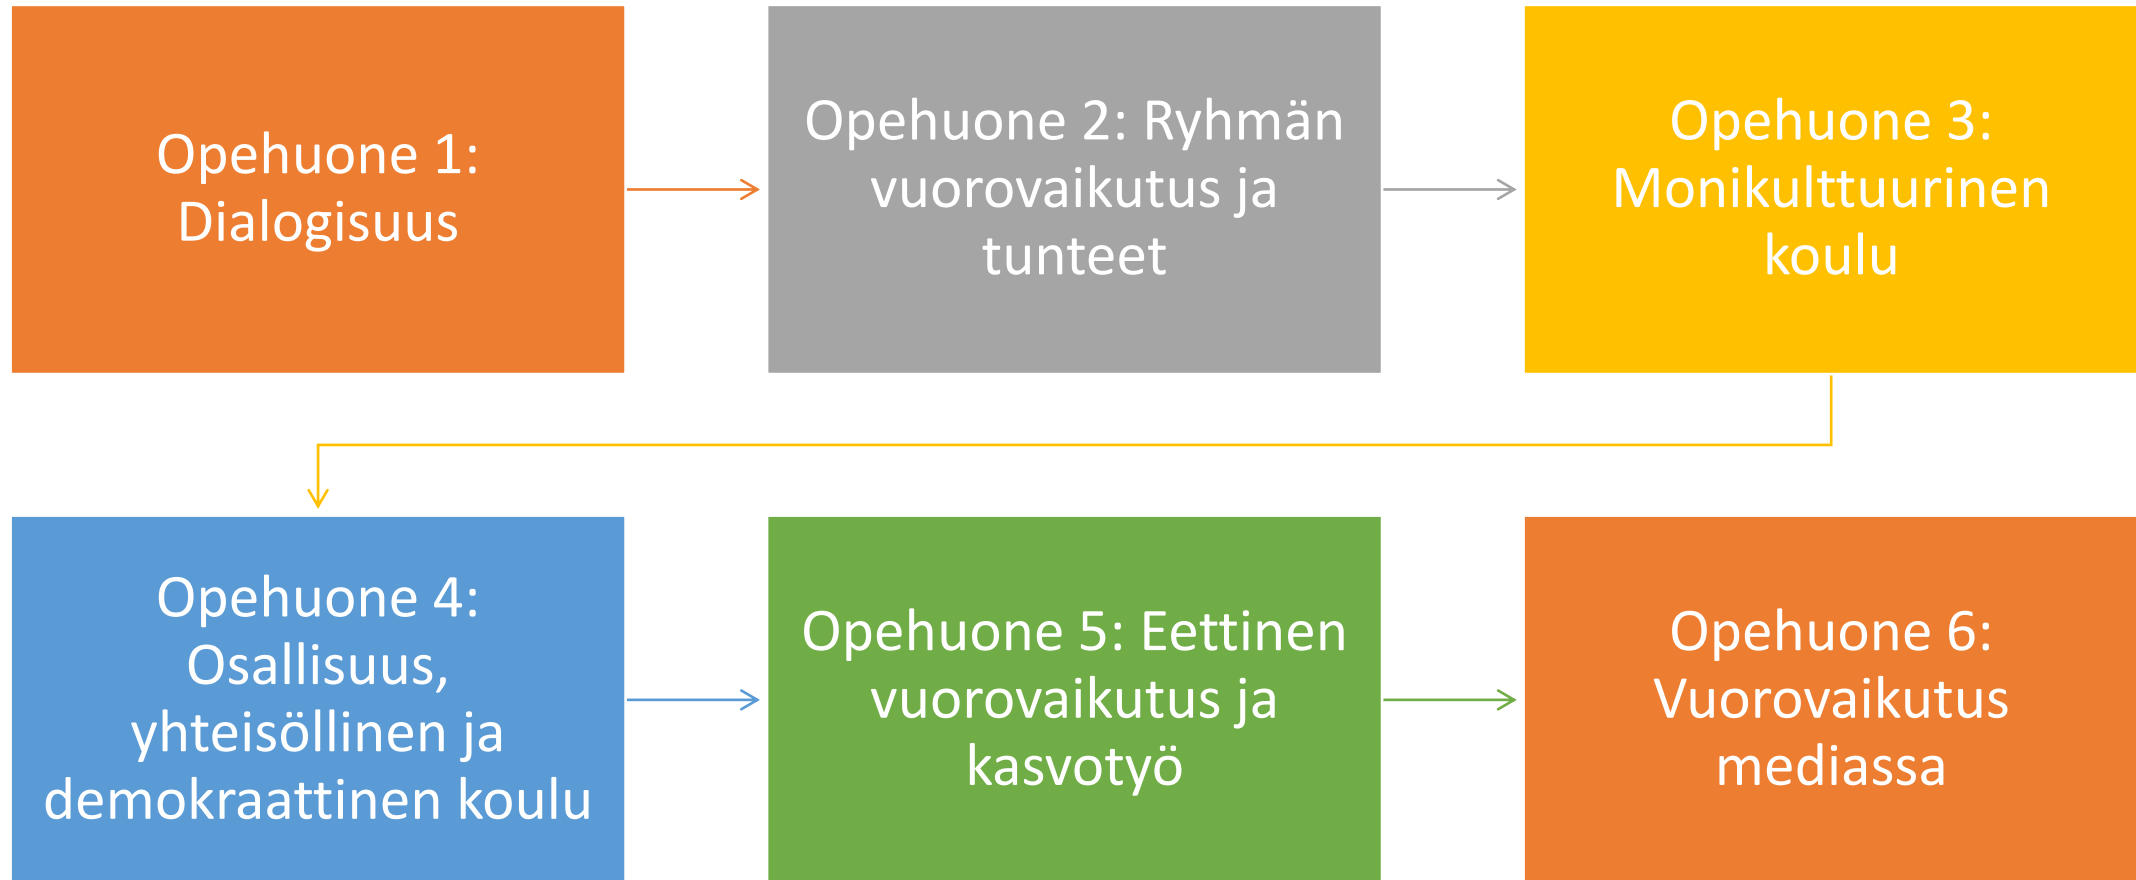 Opehuone 1:
Dialogisuus
Opehuone 2: Ryhmän
vuorovaikutus ja
tunteet
Opehuone 3:
Monikulttuurinen
koulu
Opehuone 4:
Osallisuus,
yhteisöllinen ja
demokraattinen koulu
Opehuone 5: Eettinen
vuorovaikutus ja
kasvotyö
Opehuone 6:
Vuorovaikutus
mediassa